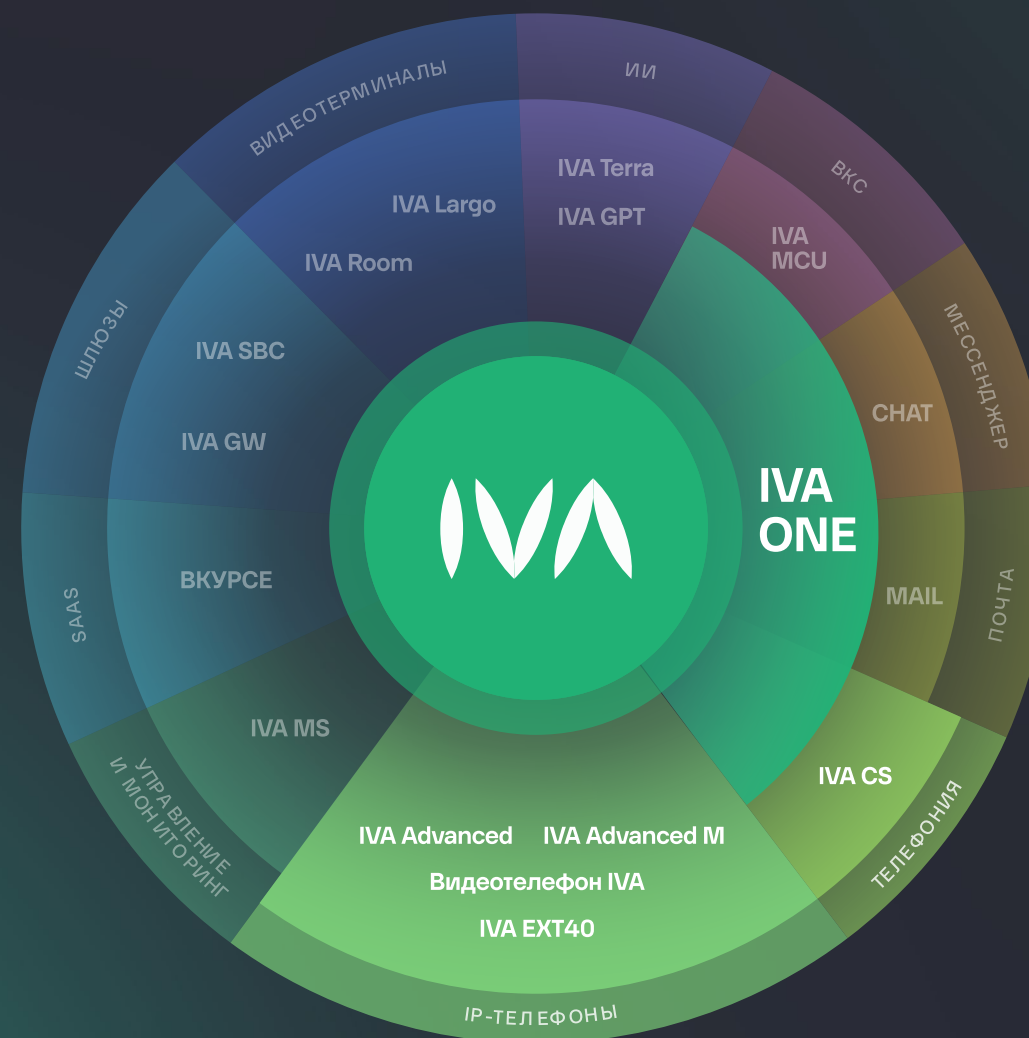 ВИДЕОТЕРМИНАЛЫ
ИИ
ВКС
IVA Terra
IVA GPT
IVA Largo
IVA Room
IVA
MCU
ШЛЮЗЫ
IVA SBC
IVA GW
МЕССЕНДЖЕР
CHAT
IVA
IVA
ONE
SAAS
ВКУРСЕ
MAIL
ПОЧТА
IVA MS
УПРАВЛЕНИЕ
И МОНИТОРИНГ
IVA CS
ТЕЛЕФОНИЯ
IVA Advanced
IVA Advanced M
Видеотелефон IVA
IVA EXT40
IP-ТЕЛЕФОНЫ